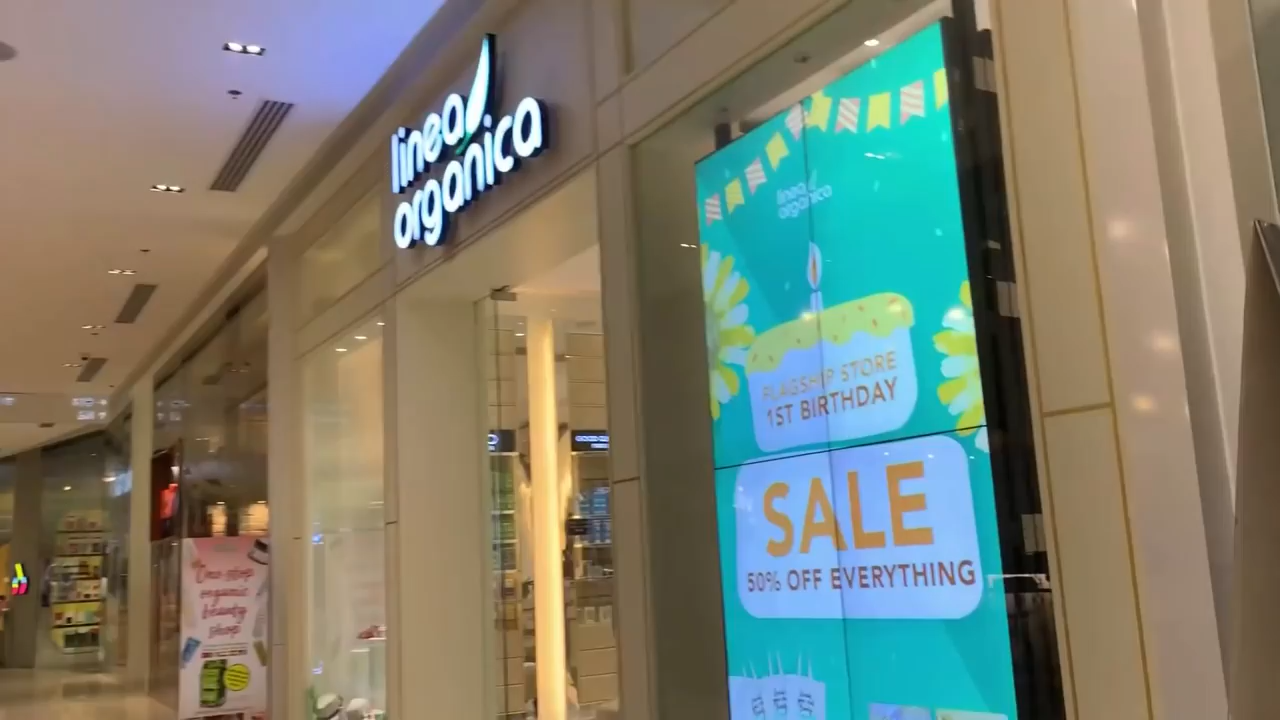 linea
organica
linea
organica
FLAGSHIP STORE
1ST BIRTHDAY
SALE
50% OFF EVERYTHING
One-stop
organic
beauty
shop